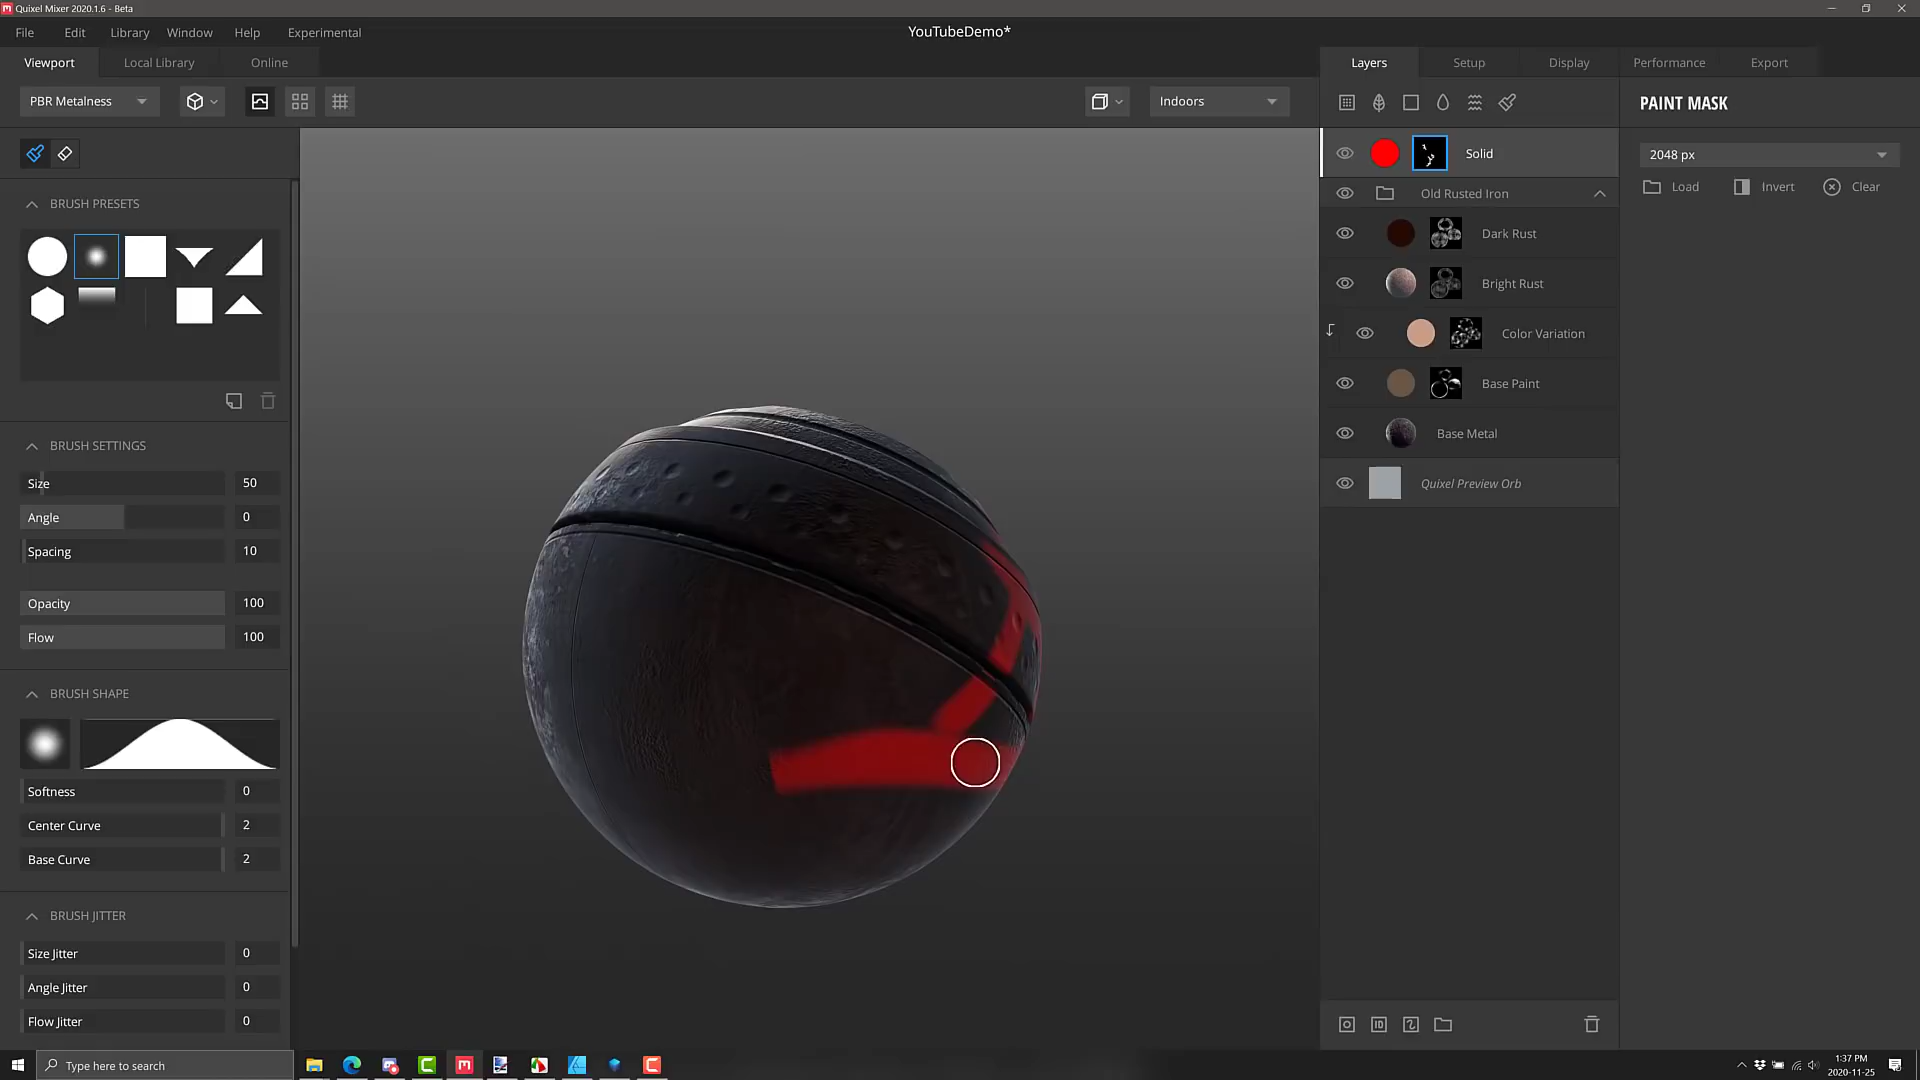 Quixel Mixer 2020.1.6 - Beta
File Edit Library Window Help Experimental
YouTubeDemo*
Viewport Local Library Online
Layers Setup Display Performance Export
PBR Metalness
Indoors
PAINT MASK
2048 px
Load Invert Clear
BRUSH PRESETS
BRUSH SETTINGS
Size 50
Angle 0
Spacing 10
Opacity 100
Flow 100
BRUSH SHAPE
Softness 0
Center Curve 2
Base Curve 2
BRUSH JITTER
Size Jitter 0
Angle Jitter 0
Flow Jitter 0
Solid
Old Rusted Iron
Dark Rust
Bright Rust
Color Variation
Base Paint
Base Metal
Quixel Preview Orb
ID
Type here to search
1:37 PM
2020-11-25